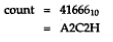 count = 41666₁₀
= A2C2H